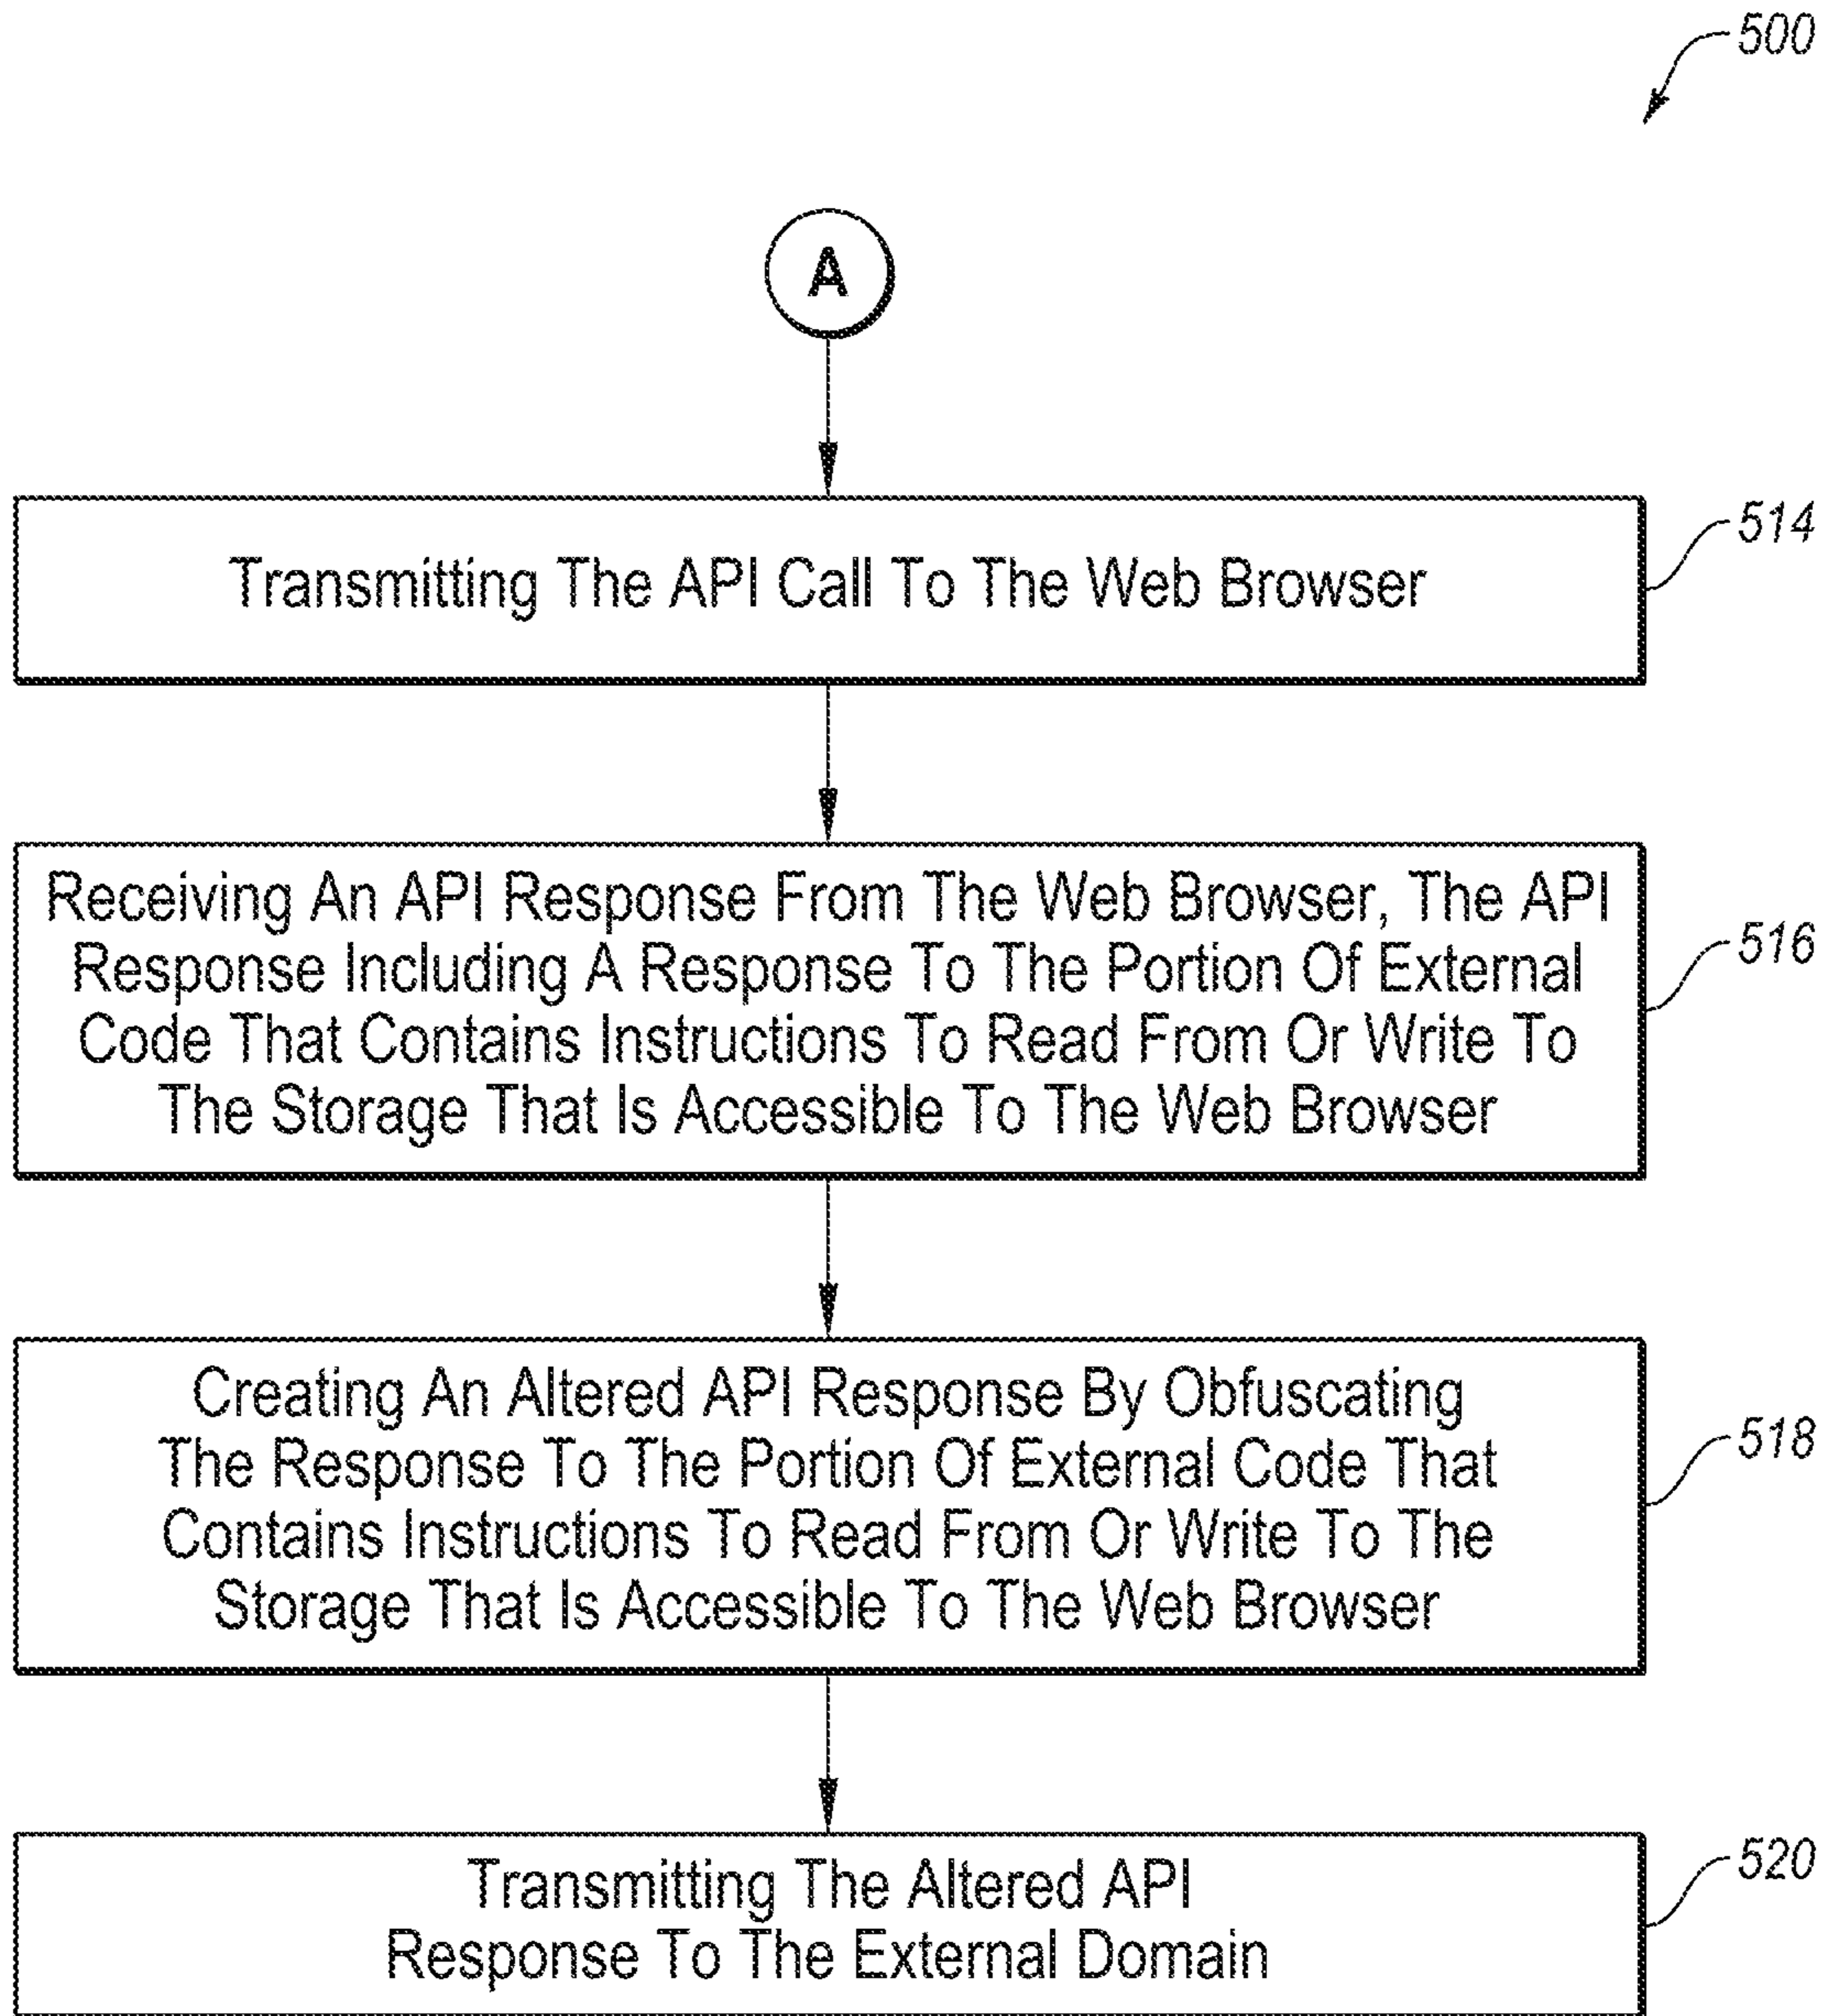 500
A
Transmitting The API Call To The Web Browser
514
Receiving An API Response From The Web Browser, The API
Response Including A Response To The Portion Of External
Code That Contains Instructions To Read From Or Write To
The Storage That Is Accessible To The Web Browser
516
Creating An Altered API Response By Obfuscating
The Response To The Portion Of External Code That
Contains Instructions To Read From Or Write To The
Storage That Is Accessible To The Web Browser
518
Transmitting The Altered API
Response To The External Domain
520